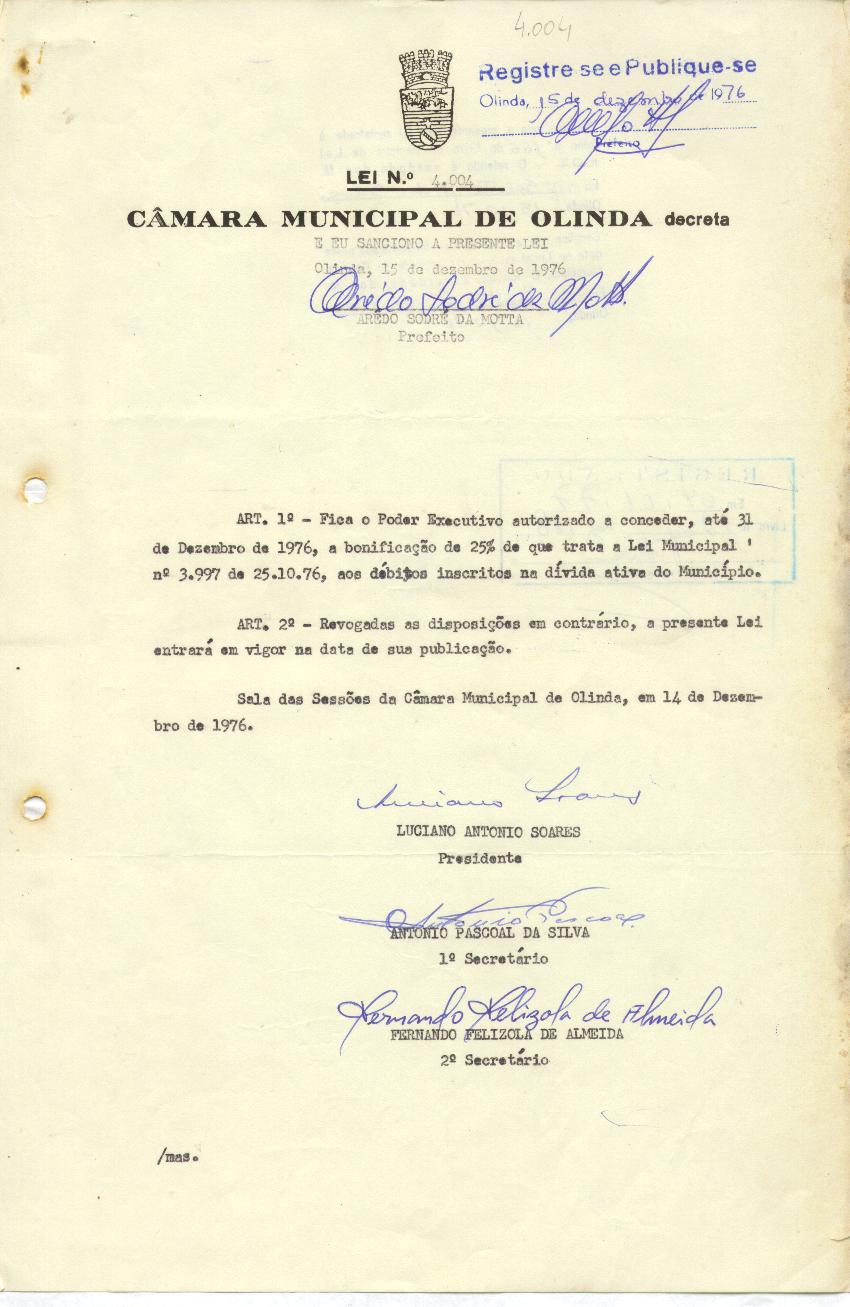 4.004
Registre se e Publique-se
Olinda, 15 de dezembro de 1976
Prefeito
LEI N.º 4.004
CÂMARA MUNICIPAL DE OLINDA decreta
E EU SANCIONO A PRESENTE LEI
Olinda, 15 de dezembro de 1976
Arêdo Sodré da Motta.
AREDO SODRÉ DA MOTTA
Prefeito
ART. 1º - Fica o Poder Executivo autorizado a conceder, até 31
de Dezembro de 1976, a bonificação de 25% de que trata a Lei Municipal '
nº 3.997 de 25.10.76, aos débitos inscritos na dívida ativa do Município.
ART. 2º - Revogadas as disposições em contrário, a presente Lei
entrará em vigor na data de sua publicação.
Sala das Sessões da Câmara Municipal de Olinda, em 14 de Dezem-
bro de 1976.
Luciano Soares
LUCIANO ANTONIO SOARES
Presidente
Antonio Pascoal
ANTONIO PASCOAL DA SILVA
1º Secretário
Fernando Felizola de Almeida
FERNANDO FELIZOLA DE ALMEIDA
2º Secretário
/mas.